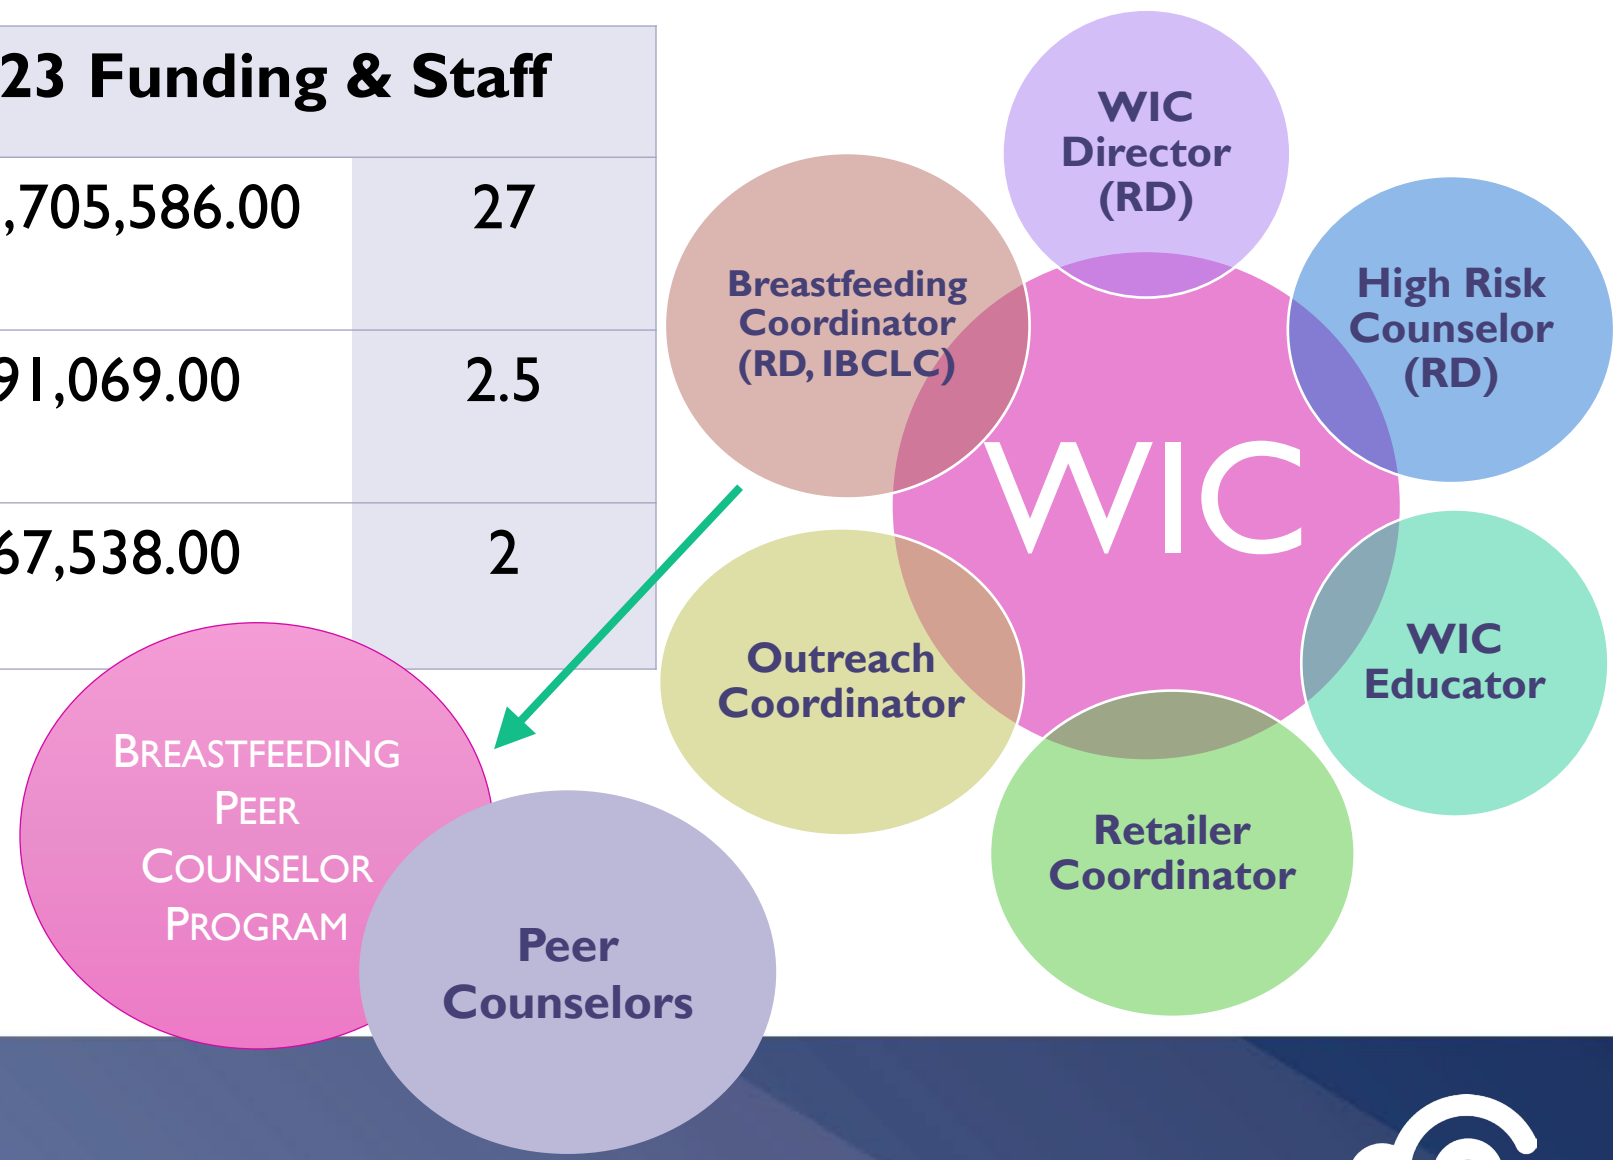 23 Funding & Staff
,705,586.00 27
91,069.00 2.5
67,538.00 2
WIC
Director
(RD)
High Risk
Counselor
(RD)
WIC
Educator
Retailer
Coordinator
Outreach
Coordinator
Breastfeeding
Coordinator
(RD, IBCLC)
WIC
BREASTFEEDING
PEER
COUNSELOR
PROGRAM
Peer
Counselors